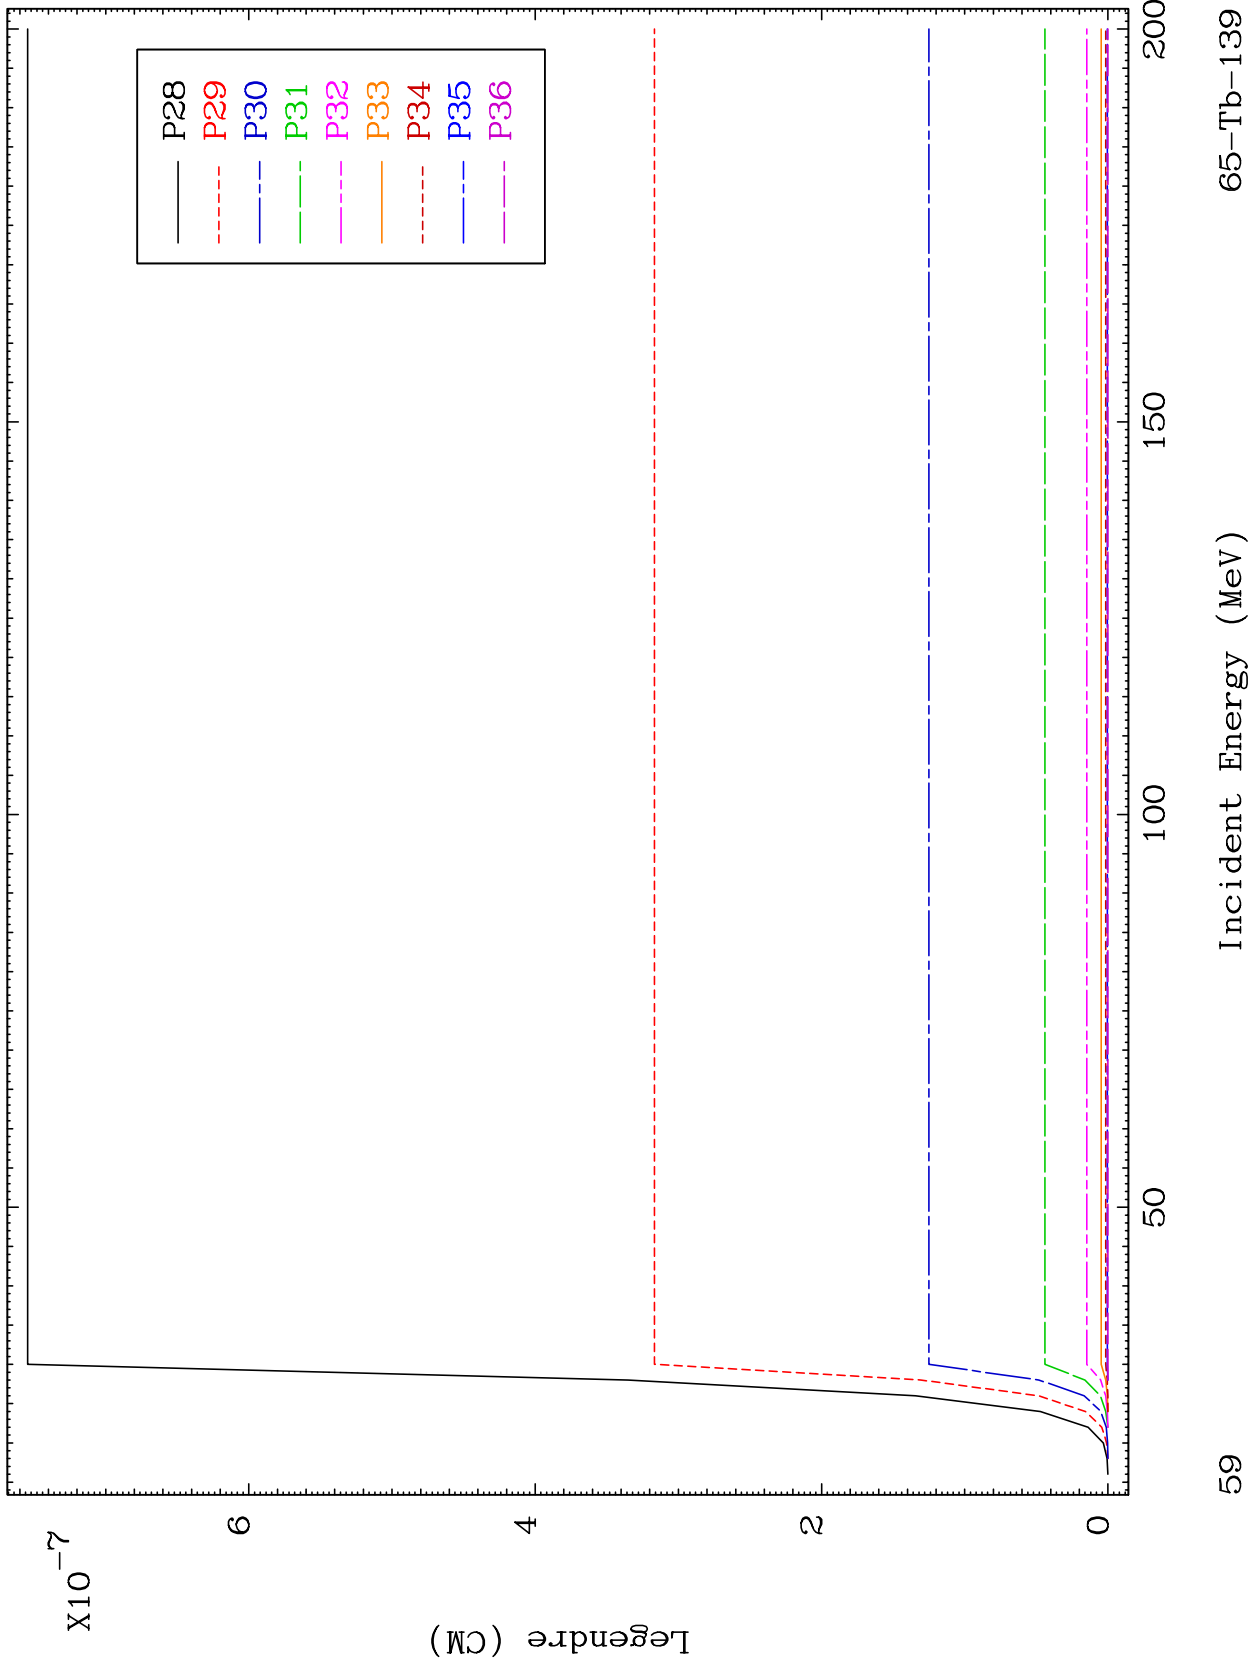 X10-7
Legendre (CM)
6
4
2
0
P28
P29
P30
P31
P32
P33
P34
P35
P36
50
100
150
200
Incident Energy (MeV)
59
65-Tb-139